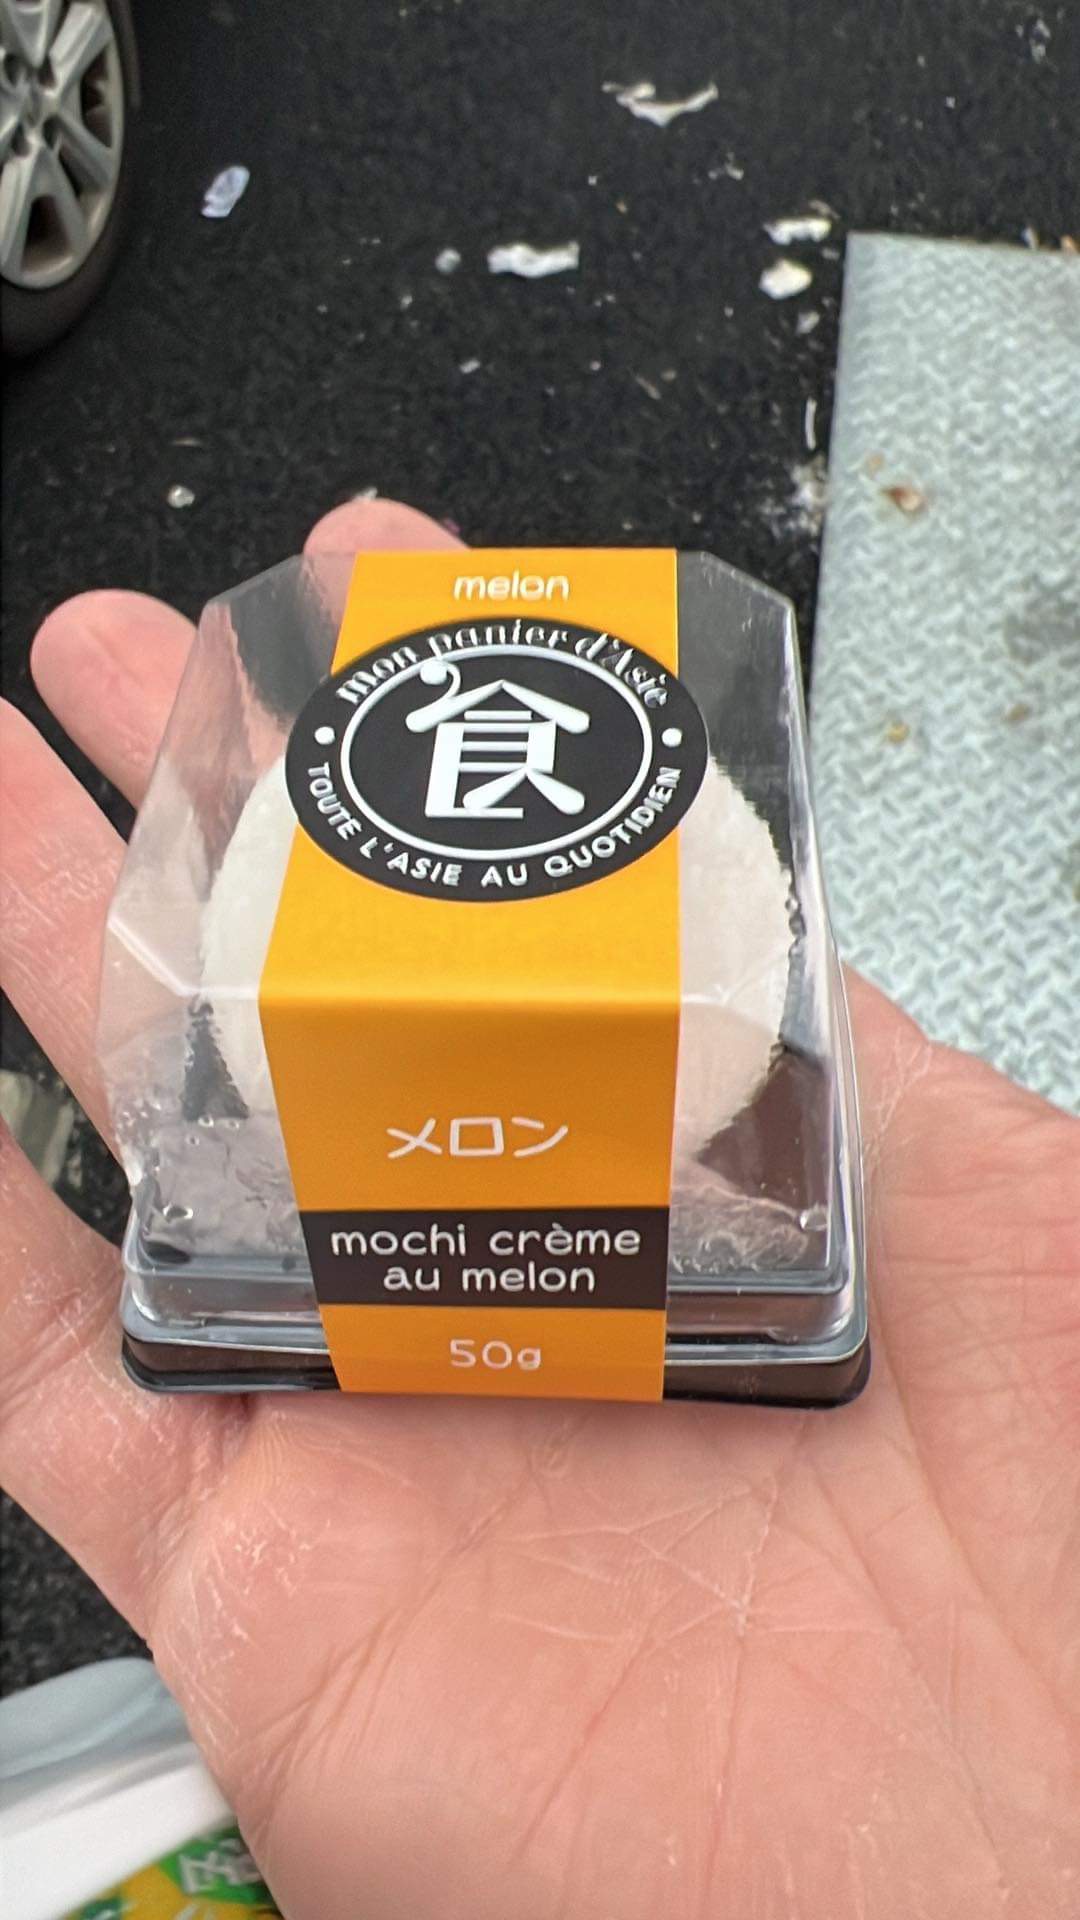 melon
mon panier d'Asie
食
TOUTE L'ASIE AU QUOTIDIEN
メロン
mochi crème
au melon
50g